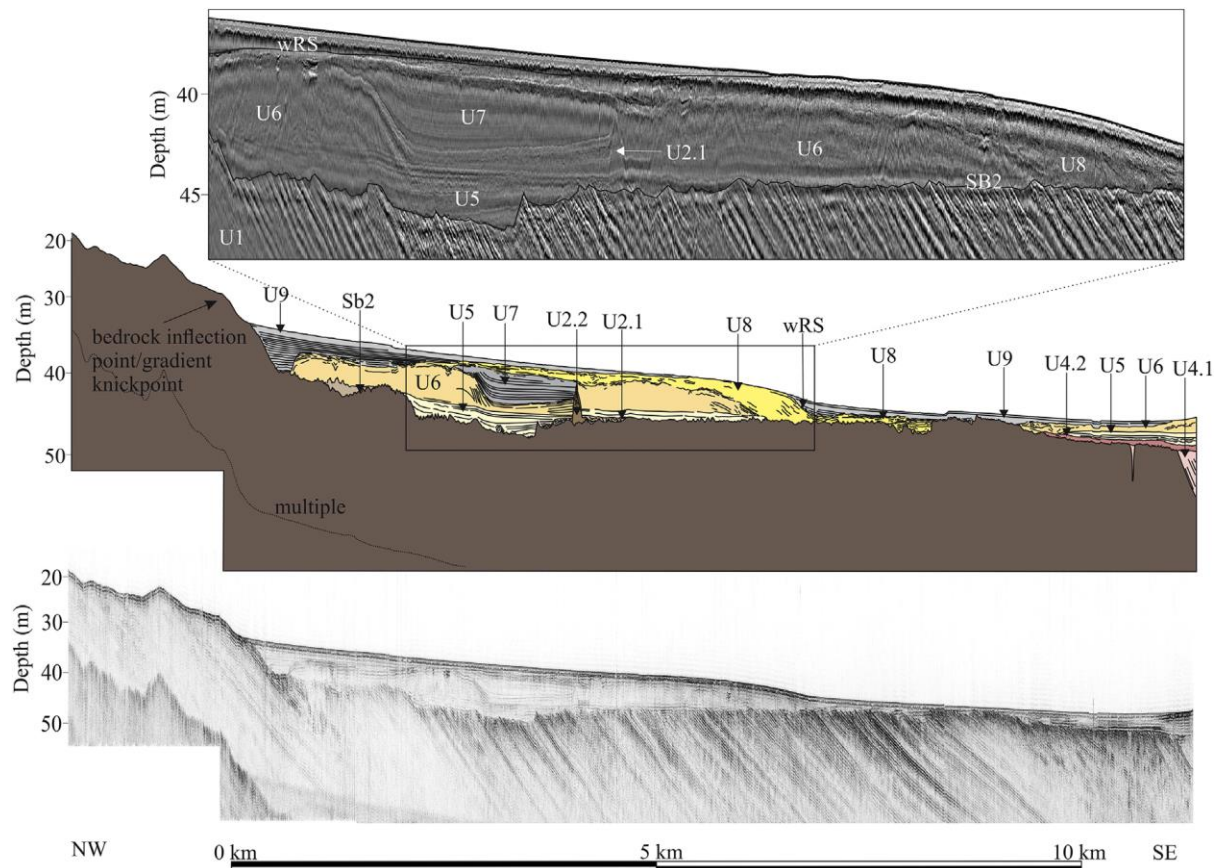 wRS
Depth (m)
40
45
U6
U7
U2.1
U6
U8
U5
SB2
U1
Depth (m)
20
30
40
50
U9
Sb2
U5
U7
U2.2
U2.1
U8
wRS
U8
U9
U4.2
U5
U6
U4.1
bedrock inflection
point/gradient
knickpoint
U6
multiple
Depth (m)
20
30
40
50
NW
0 km
5 km
10 km
SE